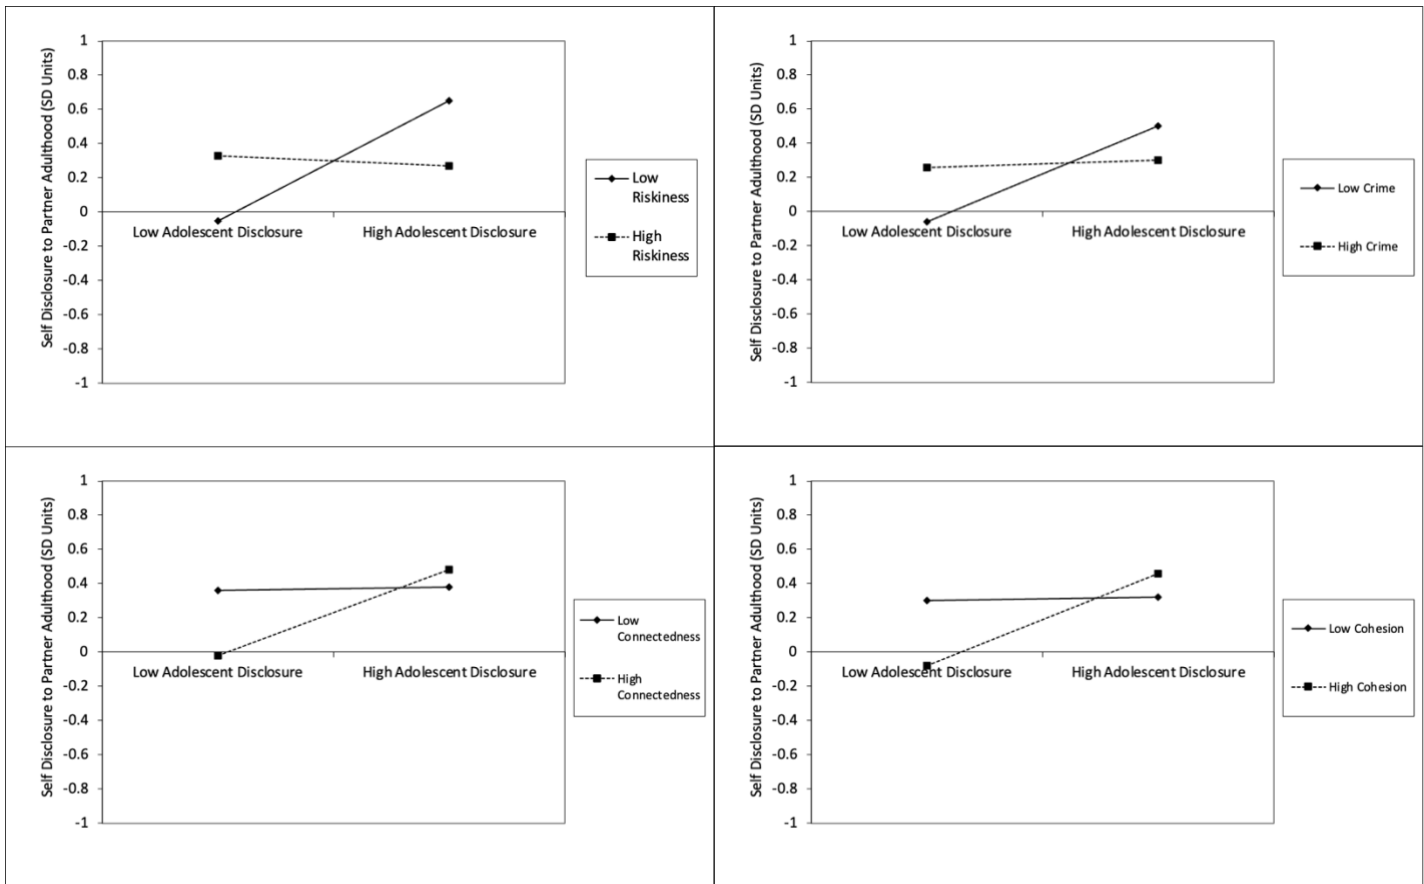 Self Disclosure to Partner Adulthood (SD Units)
1
0.8
0.6
0.4
0.2
0
-0.2
-0.4
-0.6
-0.8
-1
Low Adolescent Disclosure
High Adolescent Disclosure
Low
Riskiness
High
Riskiness
Self Disclosure to Partner Adulthood (SD Units)
1
0.8
0.6
0.4
0.2
0
-0.2
-0.4
-0.6
-0.8
-1
Low Adolescent Disclosure
High Adolescent Disclosure
Low Crime
High Crime
Self Disclosure to Partner Adulthood (SD Units)
1
0.8
0.6
0.4
0.2
0
-0.2
-0.4
-0.6
-0.8
-1
Low Adolescent Disclosure
High Adolescent Disclosure
Low
Connectedness
High
Connectedness
Self Disclosure to Partner Adulthood (SD Units)
1
0.8
0.6
0.4
0.2
0
-0.2
-0.4
-0.6
-0.8
-1
Low Adolescent Disclosure
High Adolescent Disclosure
Low Cohesion
High Cohesion